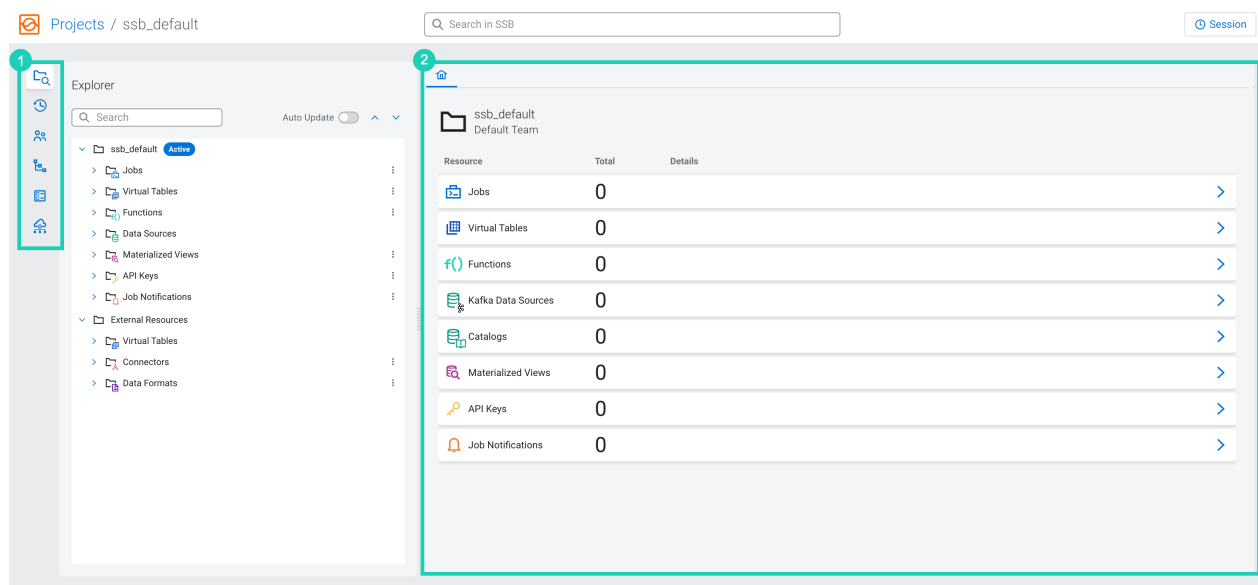 Projects / ssb_default
Search in SSB
Session
1
2
Explorer
Search
Auto Update
ssb_default Active
Jobs
Virtual Tables
f() Functions
Data Sources
Materialized Views
API Keys
Job Notifications
External Resources
Virtual Tables
Connectors
Data Formats
ssb_default
Default Team
Resource Total Details
Jobs 0
Virtual Tables 0
f() Functions 0
Kafka Data Sources 0
Catalogs 0
Materialized Views 0
API Keys 0
Job Notifications 0